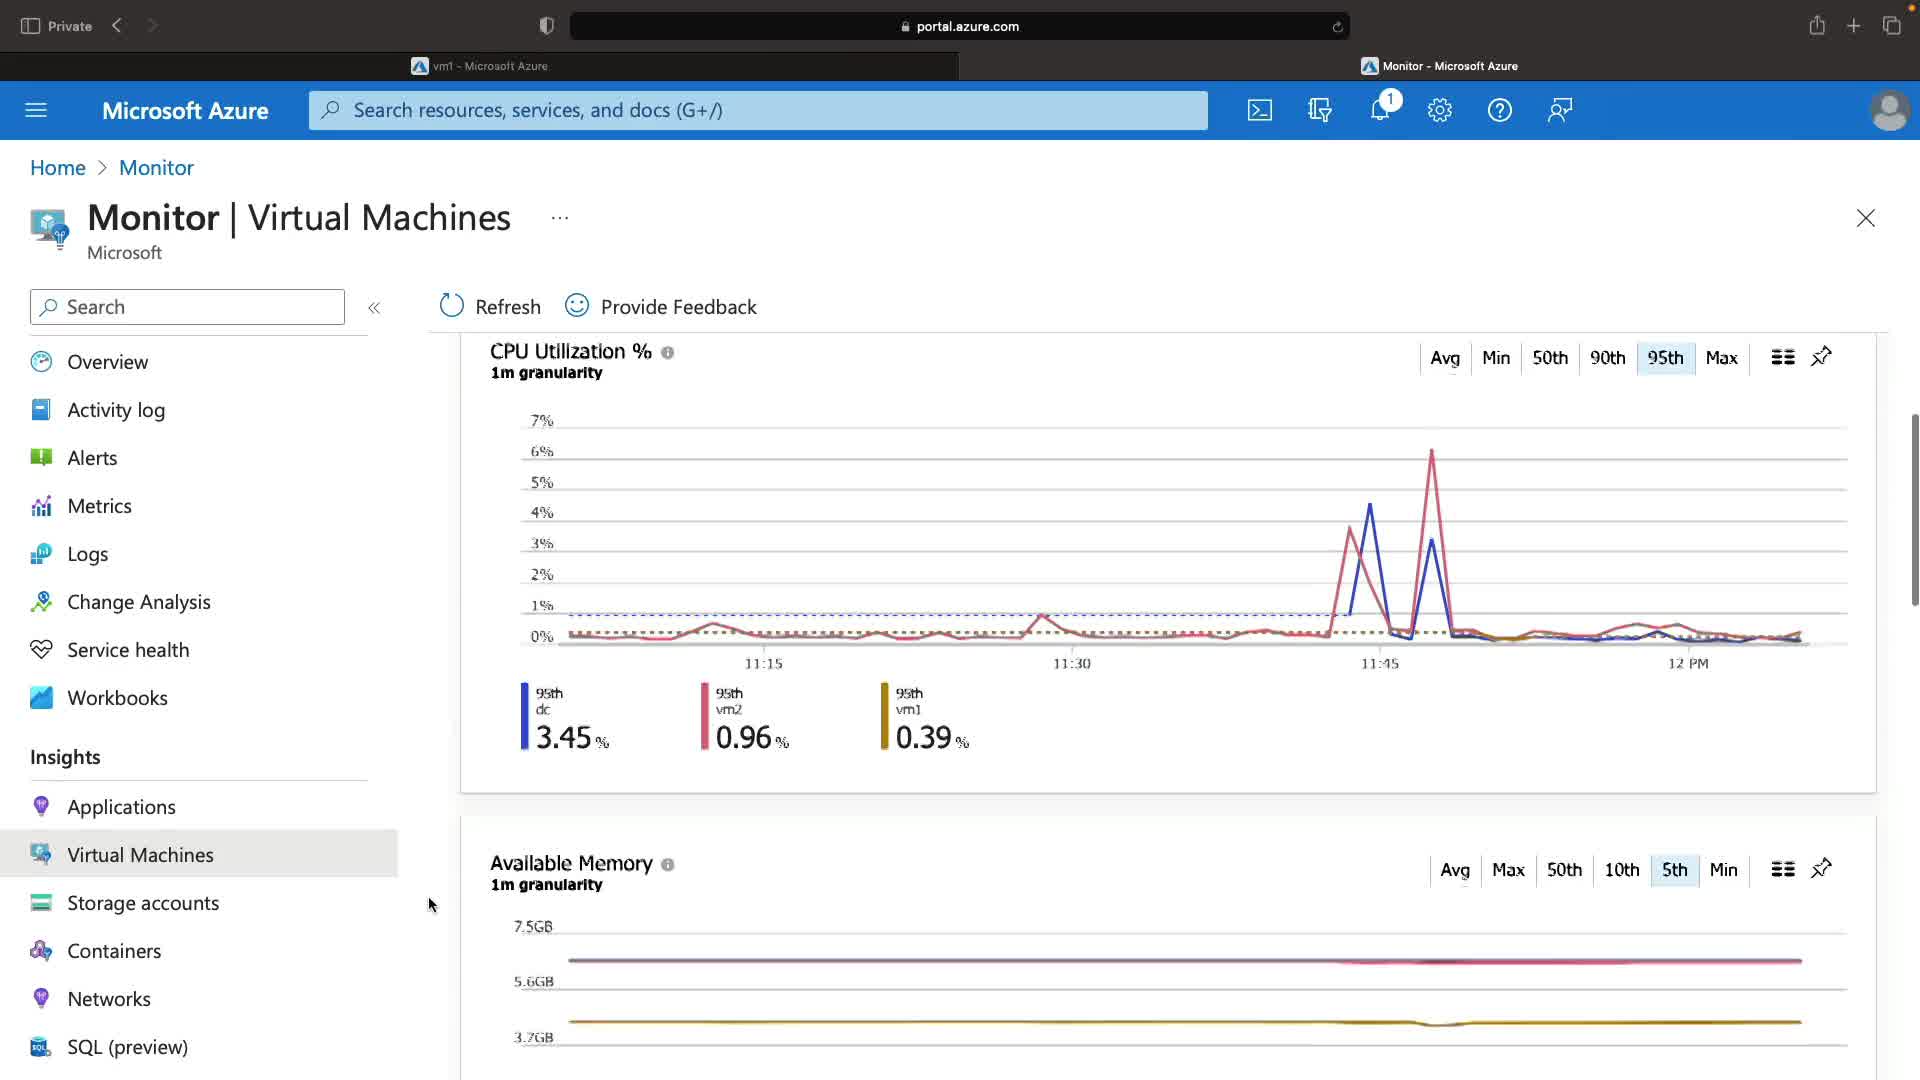 Private
portal.azure.com
vm1 - Microsoft Azure
Monitor - Microsoft Azure
Microsoft Azure
Search resources, services, and docs (G+/)
1
Home > Monitor
Monitor | Virtual Machines
...
Microsoft
Search
«
Refresh
Provide Feedback
Overview
Activity log
Alerts
Metrics
Logs
Change Analysis
Service health
Workbooks
Insights
Applications
Virtual Machines
Storage accounts
Containers
Networks
SQL (preview)
CPU Utilization %
1m granularity
Avg Min 50th 90th 95th Max
7%
6%
5%
4%
3%
2%
1%
0%
11:15 11:30 11:45 12 PM
95th
dc
3.45 %
95th
vm2
0.96 %
95th
vm1
0.39 %
Available Memory
1m granularity
Avg Max 50th 10th 5th Min
7.5GB
5.6GB
3.7GB